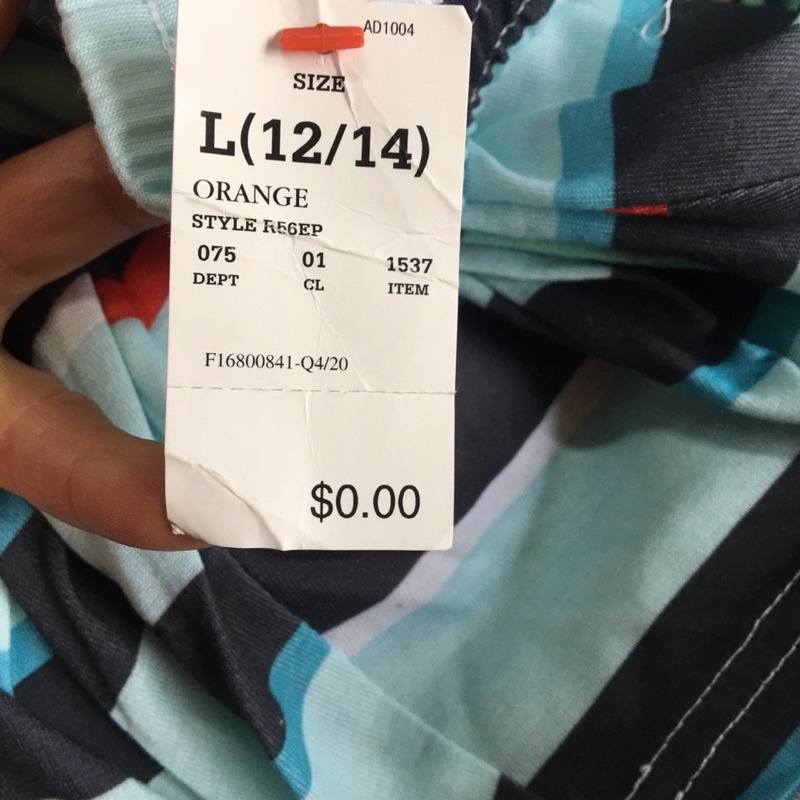 AD1004
SIZE
L(12/14)
ORANGE
STYLE R56EP
075 01 1537
DEPT CL ITEM
F16800841-Q4/20
$0.00